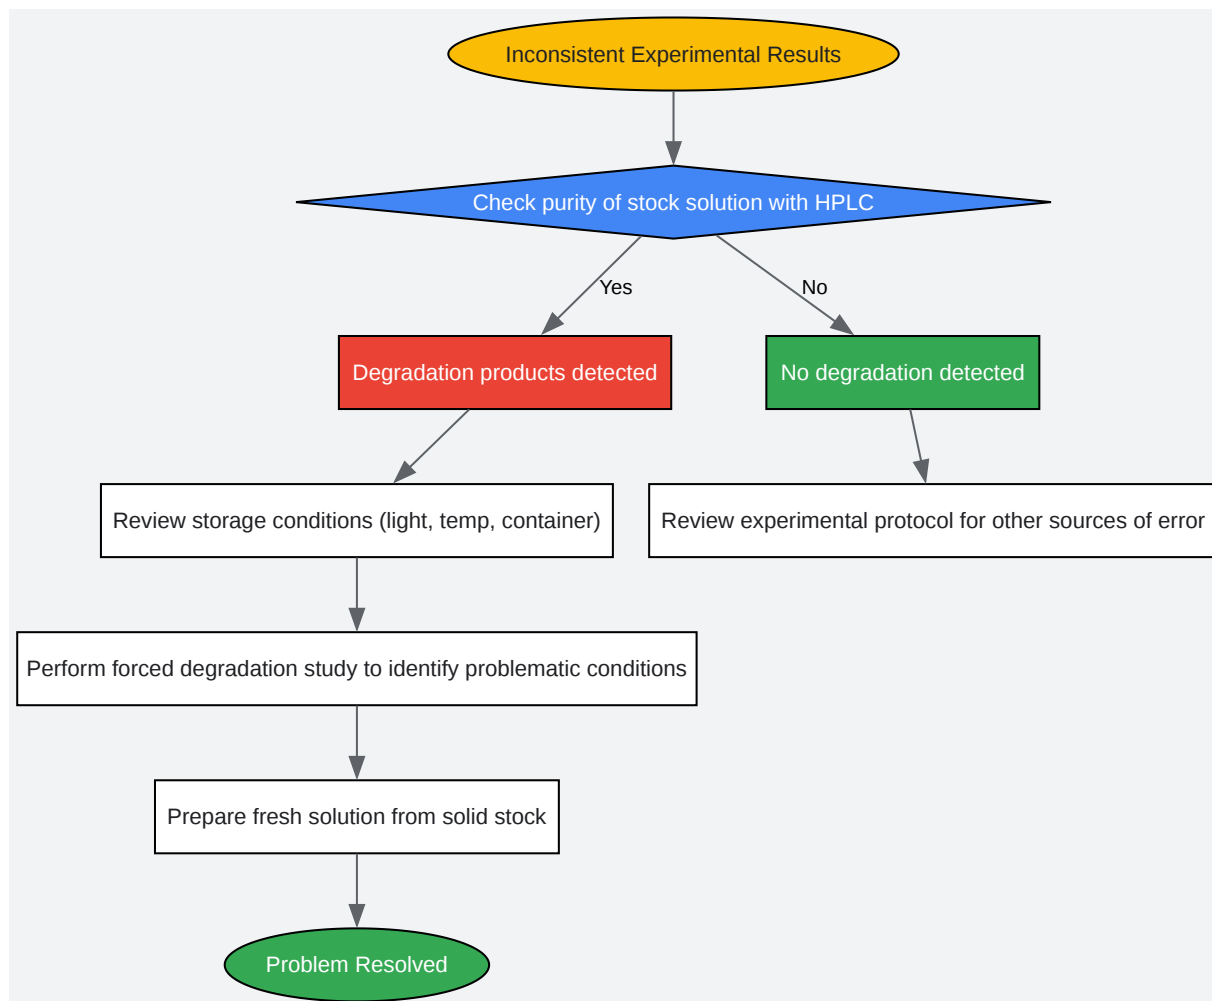 Inconsistent Experimental Results
Check purity of stock solution with HPLC
Yes
No
Degradation products detected
No degradation detected
Review storage conditions (light, temp, container)
Review experimental protocol for other sources of error
Perform forced degradation study to identify problematic conditions
Prepare fresh solution from solid stock
Problem Resolved